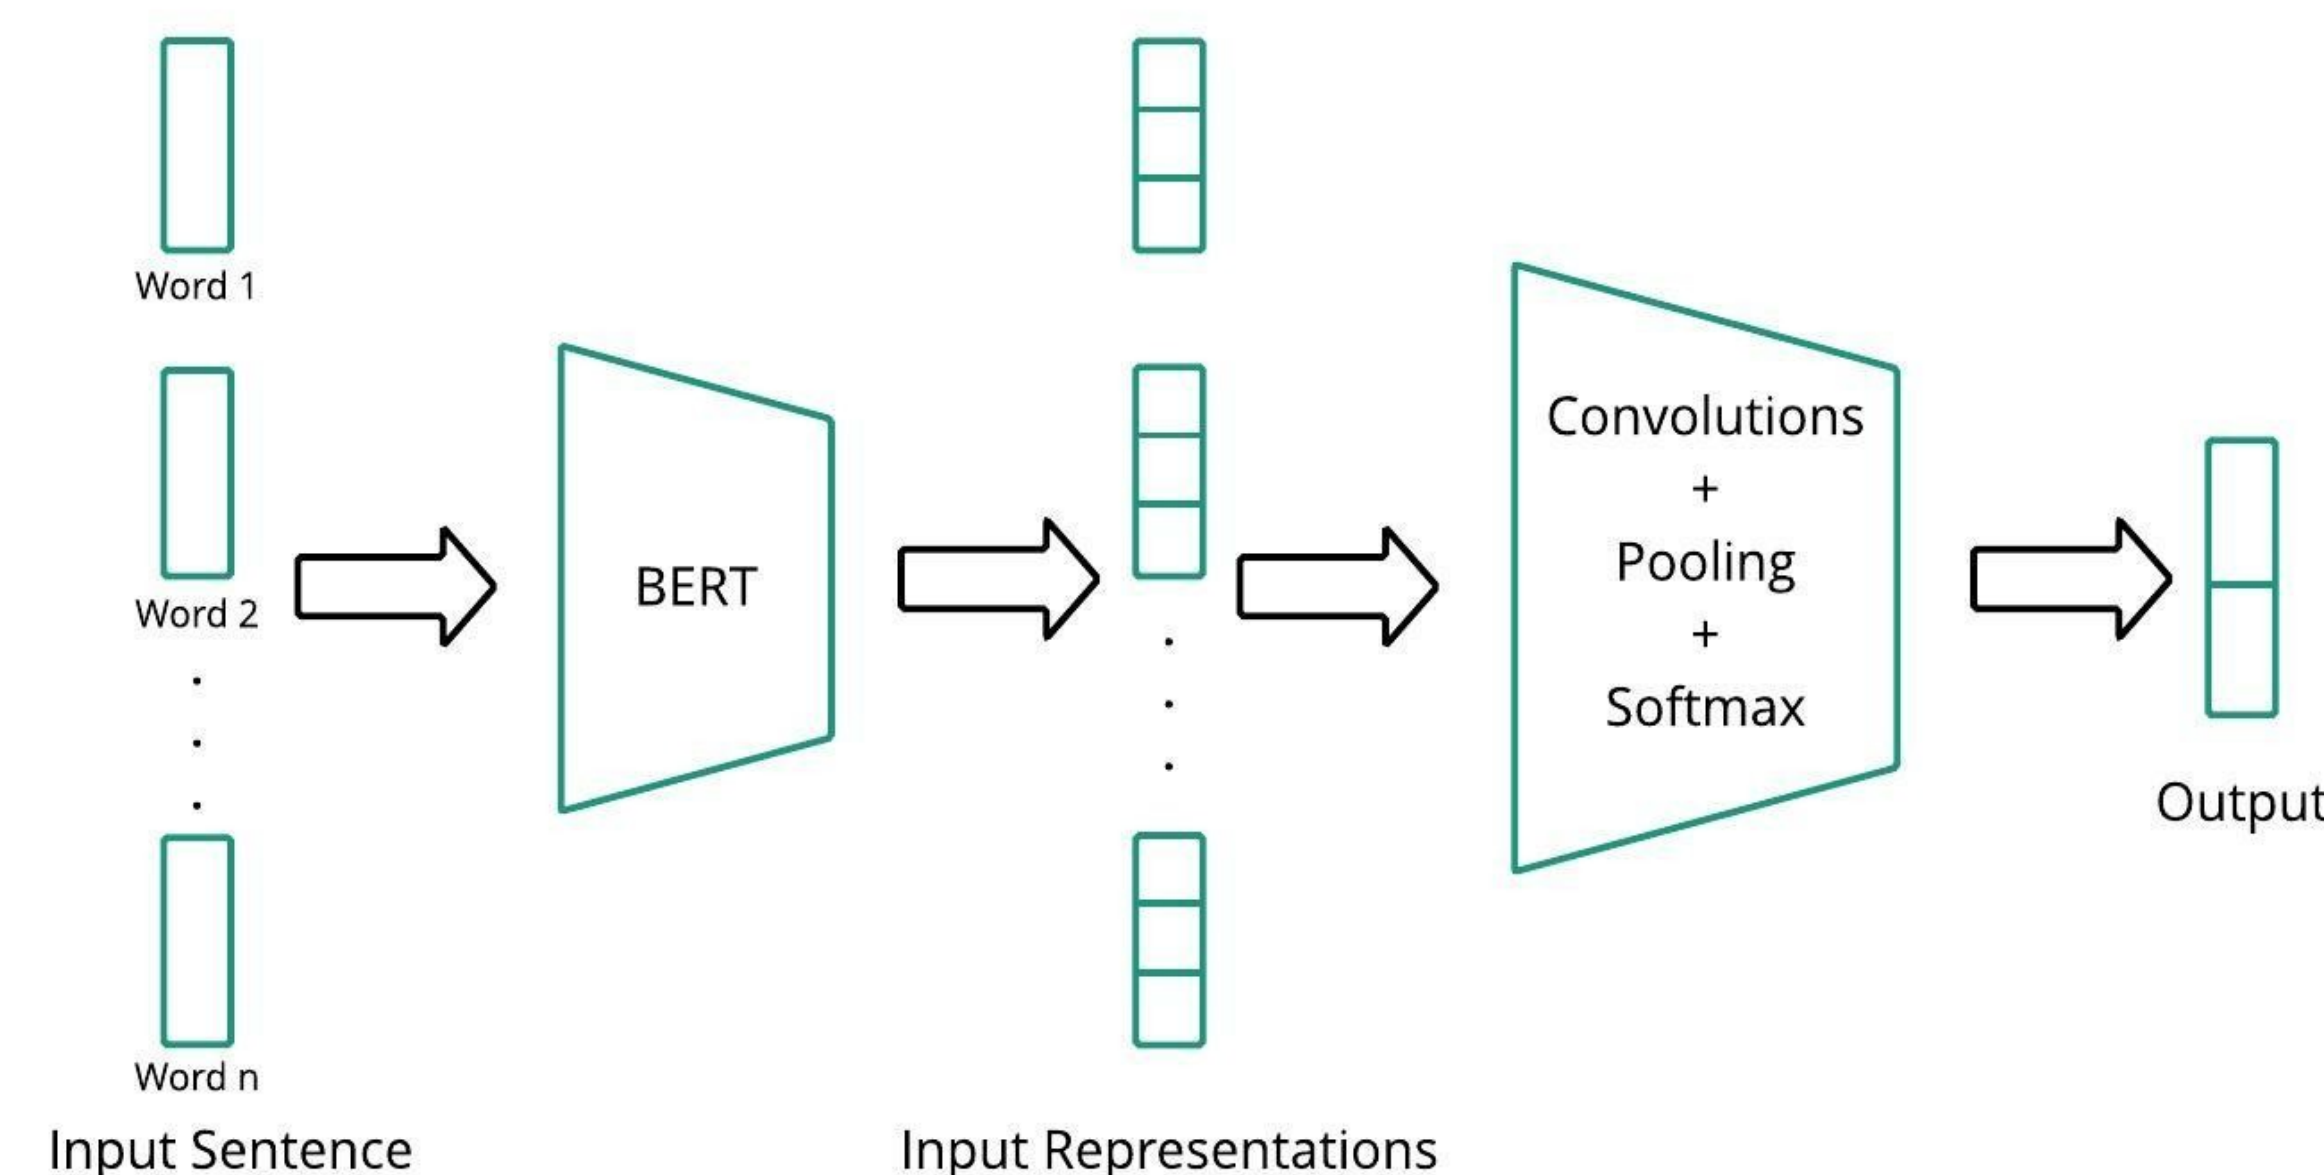 Word 1
Word 2
.
.
.
Word n
Input Sentence
BERT
.
.
.
Input Representations
Convolutions
+
Pooling
+
Softmax
Output